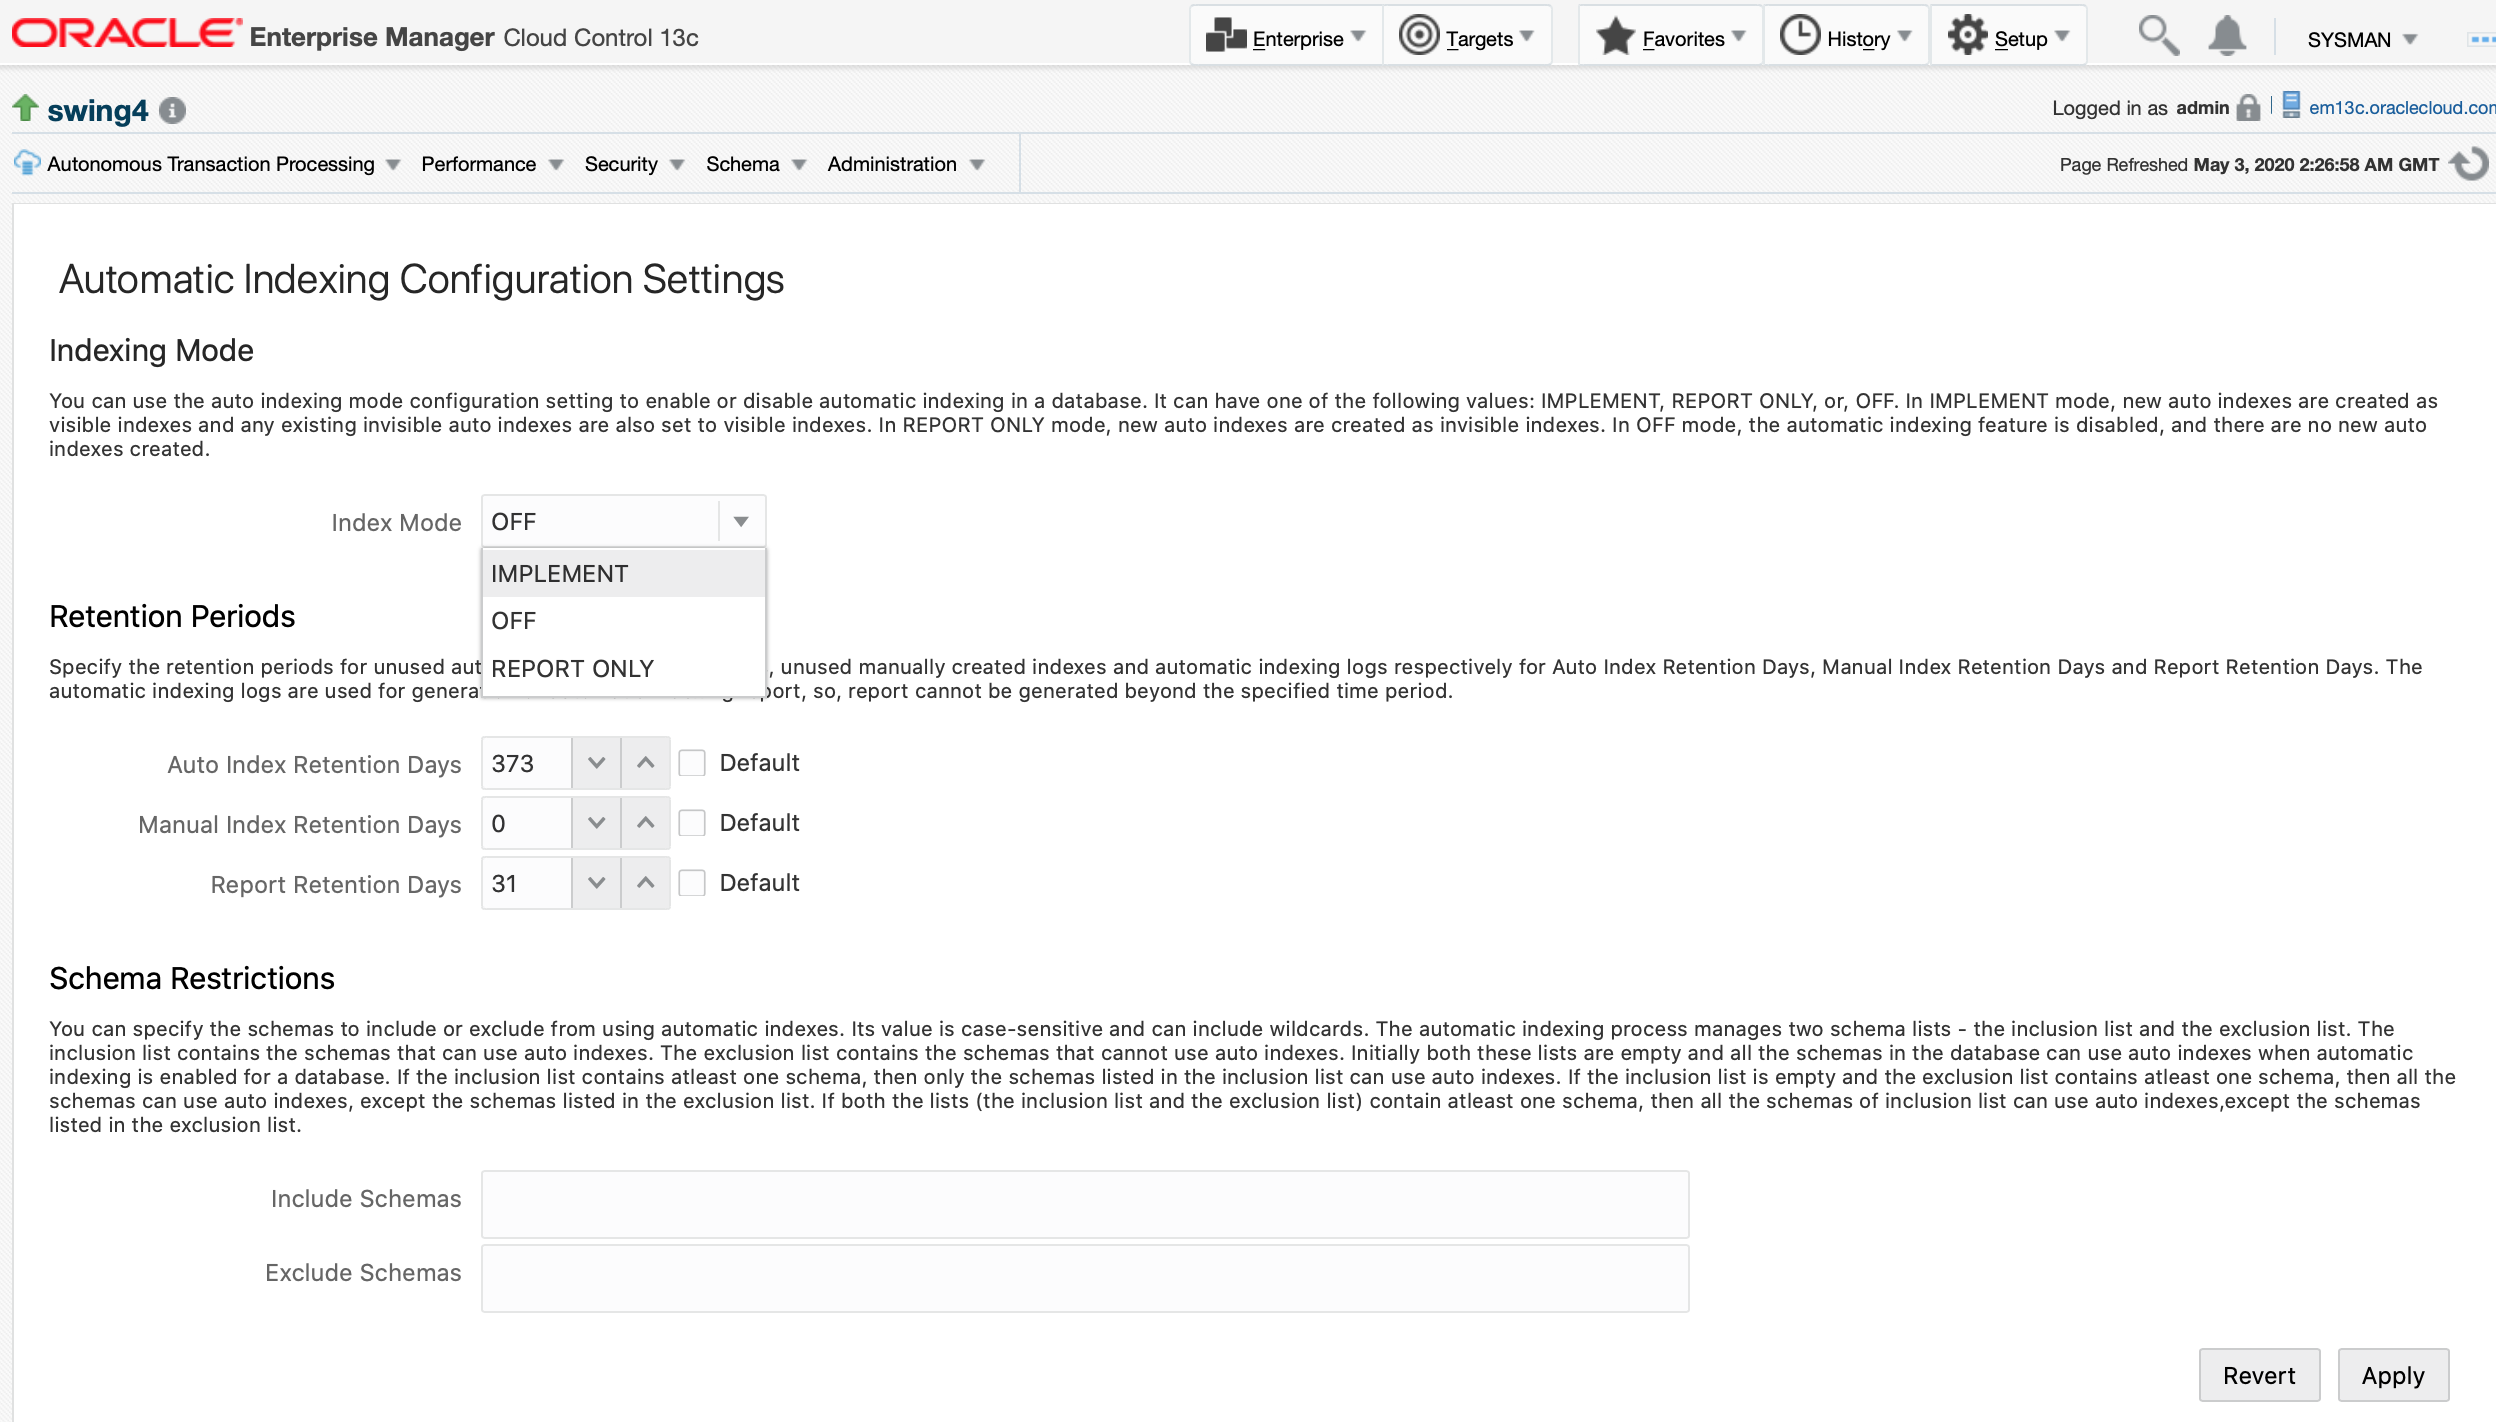 ORACLE Enterprise Manager Cloud Control 13c
Enterprise Targets Favorites History Setup SYSMAN
swing4
Logged in as admin em13c.oraclecloud.con
Autonomous Transaction Processing Performance Security Schema Administration
Page Refreshed May 3, 2020 2:26:58 AM GMT
Automatic Indexing Configuration Settings
Indexing Mode
You can use the auto indexing mode configuration setting to enable or disable automatic indexing in a database. It can have one of the following values: IMPLEMENT, REPORT ONLY, or, OFF. In IMPLEMENT mode, new auto indexes are created as
visible indexes and any existing invisible auto indexes are also set to visible indexes. In REPORT ONLY mode, new auto indexes are created as invisible indexes. In OFF mode, the automatic indexing feature is disabled, and there are no new auto
indexes created.
Index Mode OFF
IMPLEMENT
OFF
REPORT ONLY
Retention Periods
Specify the retention periods for unused aut , unused manually created indexes and automatic indexing logs respectively for Auto Index Retention Days, Manual Index Retention Days and Report Retention Days. The
automatic indexing logs are used for genera port, so, report cannot be generated beyond the specified time period.
Auto Index Retention Days 373 Default
Manual Index Retention Days 0 Default
Report Retention Days 31 Default
Schema Restrictions
You can specify the schemas to include or exclude from using automatic indexes. Its value is case-sensitive and can include wildcards. The automatic indexing process manages two schema lists - the inclusion list and the exclusion list. The
inclusion list contains the schemas that can use auto indexes. The exclusion list contains the schemas that cannot use auto indexes. Initially both these lists are empty and all the schemas in the database can use auto indexes when automatic
indexing is enabled for a database. If the inclusion list contains atleast one schema, then only the schemas listed in the inclusion list can use auto indexes. If the inclusion list is empty and the exclusion list contains atleast one schema, then all the
schemas can use auto indexes, except the schemas listed in the exclusion list. If both the lists (the inclusion list and the exclusion list) contain atleast one schema, then all the schemas of inclusion list can use auto indexes,except the schemas
listed in the exclusion list.
Include Schemas
Exclude Schemas
Revert Apply